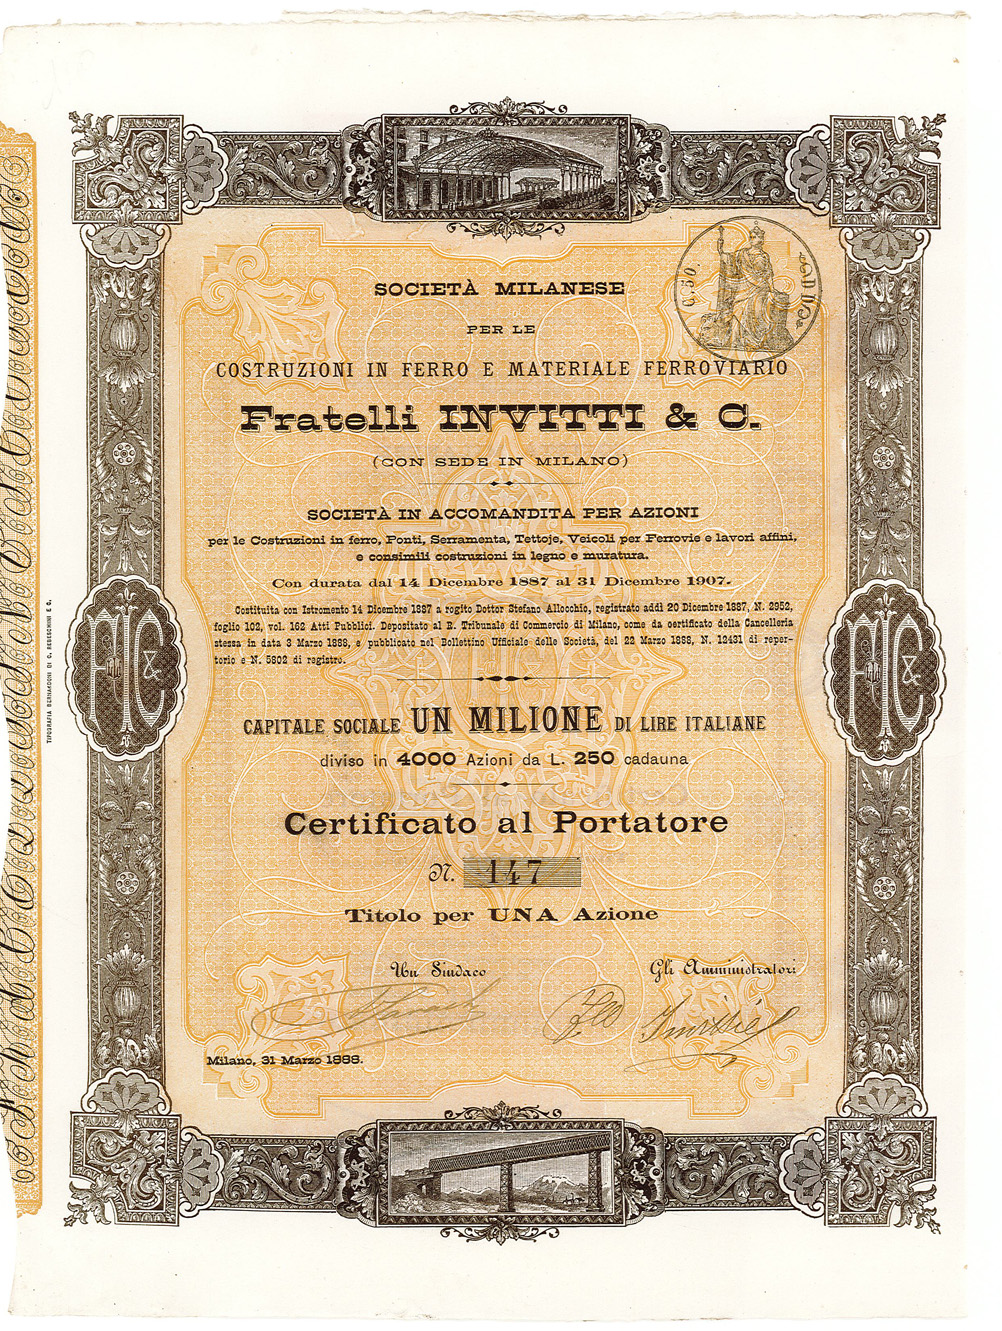 C. 50.
SOCIETÀ MILANESE
PER LE
COSTRUZIONI IN FERRO E MATERIALE FERROVIARIO
Fratelli INVITTI & C.
(CON SEDE IN MILANO)
SOCIETÀ IN ACCOMANDITA PER AZIONI
per le Costruzioni in ferro, Ponti, Serramenta, Tettoje, Veicoli per Ferrovie e lavori affini,
e consimili costruzioni in legno e muratura.
Con durata dal 14 Dicembre 1887 al 31 Dicembre 1907.
Costituita con Istromento 14 Dicembre 1887 a rogito Dottor Stefano Allocchio, registrato addì 20 Dicembre 1887, N. 2952,
foglio 102, vol. 162 Atti Pubblici. Depositato al R. Tribunale di Commercio di Milano, come da certificato della Cancelleria
stessa in data 3 Marzo 1888, e pubblicato nel Bollettino Ufficiale delle Società, del 22 Marzo 1888, N. 12431 di reper-
torio e N. 5802 di registro.
CAPITALE SOCIALE UN MILIONE DI LIRE ITALIANE
diviso in 4000 Azioni da L. 250 cadauna
Certificato al Portatore
N. 147
Titolo per UNA Azione
Un Sindaco
Gli Amministratori
Milano, 31 Marzo 1888.
TIPOGRAFIA BERNARDONI DI C. REBESCHINI E C.